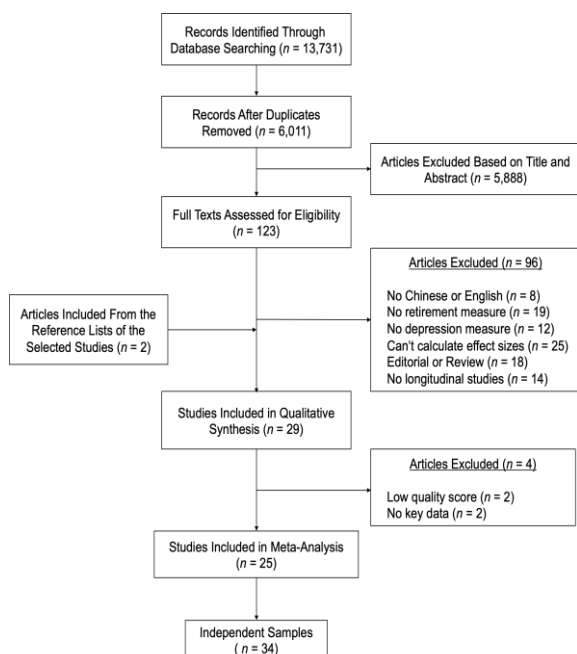 Records Identified Through
Database Searching (n = 13,731)
Records After Duplicates
Removed (n = 6,011)
Articles Excluded Based on Title and
Abstract (n = 5,888)
Full Texts Assessed for Eligibility
(n = 123)
Articles Excluded (n = 96)
No Chinese or English (n = 8)
No retirement measure (n = 19)
No depression measure (n = 12)
Can't calculate effect sizes (n = 25)
Editorial or Review (n = 18)
No longitudinal studies (n = 14)
Articles Included From the
Reference Lists of the
Selected Studies (n = 2)
Studies Included in Qualitative
Synthesis (n = 29)
Articles Excluded (n = 4)
Low quality score (n = 2)
No key data (n = 2)
Studies Included in Meta-Analysis
(n = 25)
Independent Samples
( n = 34)